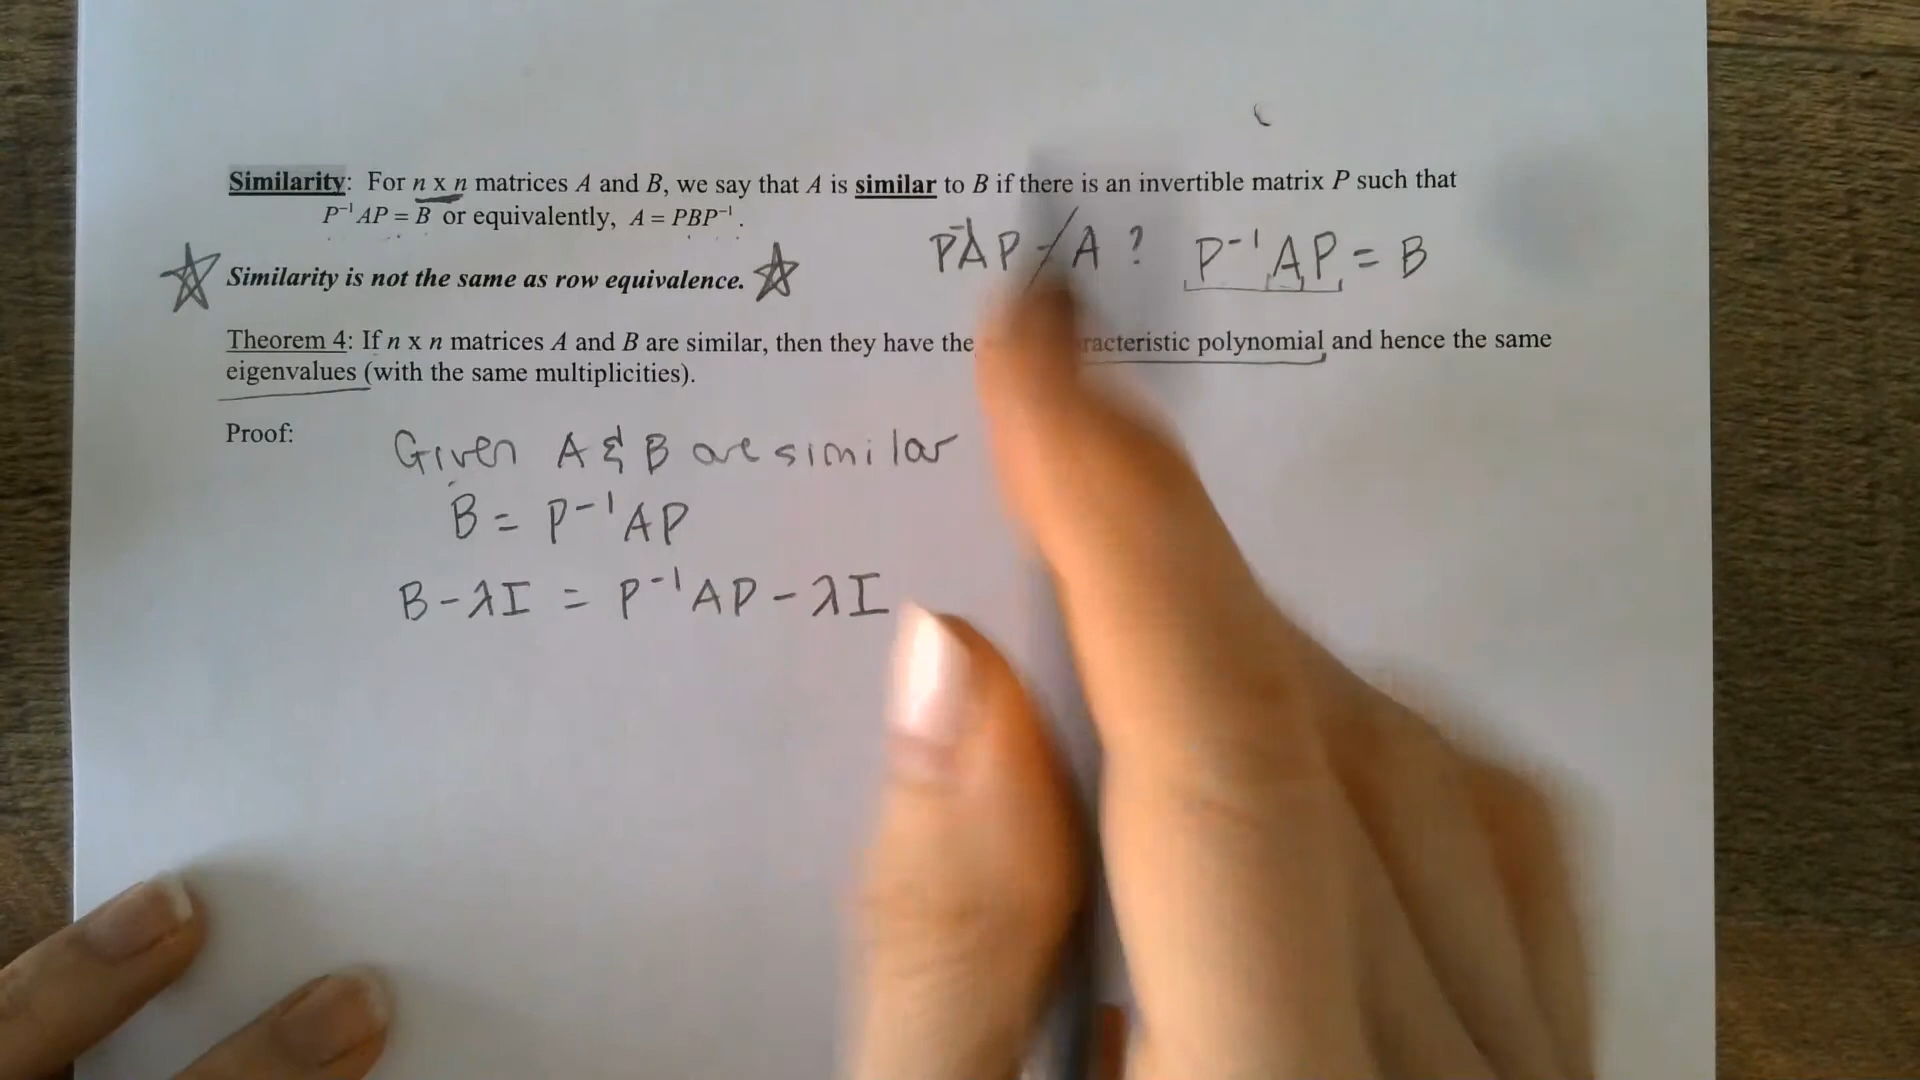 Similarity: For n x n matrices A and B, we say that A is similar to B if there is an invertible matrix P such that
P⁻¹AP = B or equivalently, A = PBP⁻¹.
P⁻¹AP ≠ A ? P⁻¹AP = B
Similarity is not the same as row equivalence.
Theorem 4: If n x n matrices A and B are similar, then they have the polynomial and hence the same
eigenvalues (with the same multiplicities).
Proof:
Given A & B are similar
B = P⁻¹AP
B - λI = P⁻¹AP - λI